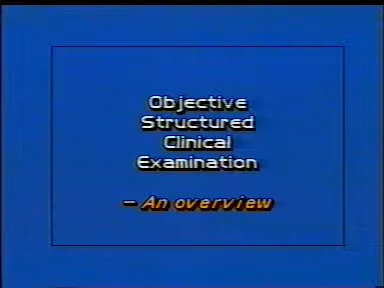 Objective
Structured
Clinical
Examination
- An overview